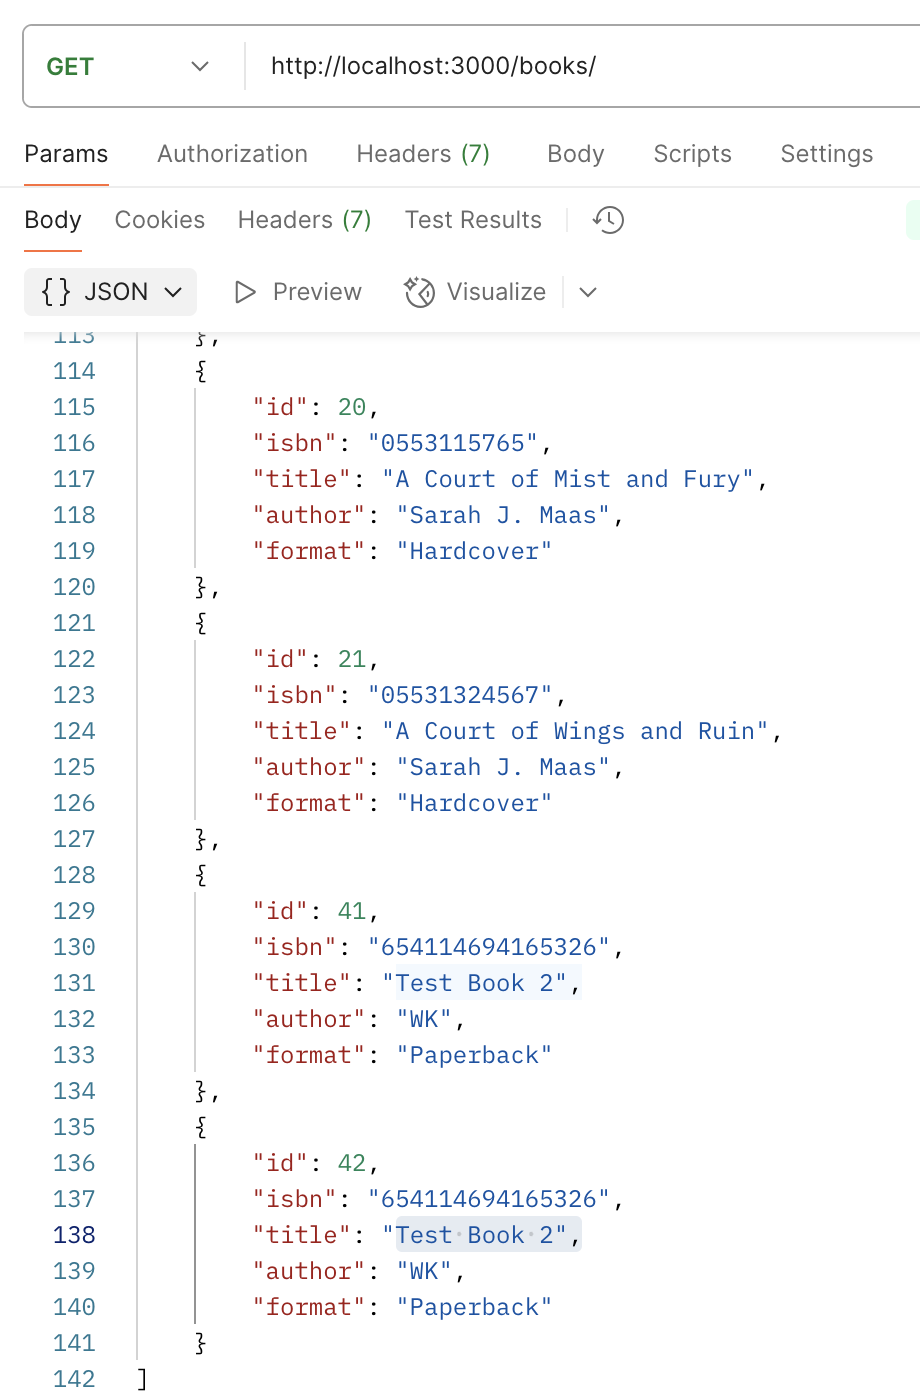 GET http://localhost:3000/books/
Params Authorization Headers (7) Body Scripts Settings
Body Cookies Headers (7) Test Results
{} JSON Preview Visualize
113 },
114 {
115 "id": 20,
116 "isbn": "0553115765",
117 "title": "A Court of Mist and Fury",
118 "author": "Sarah J. Maas",
119 "format": "Hardcover"
120 },
121 {
122 "id": 21,
123 "isbn": "05531324567",
124 "title": "A Court of Wings and Ruin",
125 "author": "Sarah J. Maas",
126 "format": "Hardcover"
127 },
128 {
129 "id": 41,
130 "isbn": "654114694165326",
131 "title": "Test Book 2",
132 "author": "WK",
133 "format": "Paperback"
134 },
135 {
136 "id": 42,
137 "isbn": "654114694165326",
138 "title": "Test Book 2",
139 "author": "WK",
140 "format": "Paperback"
141 }
142 ]